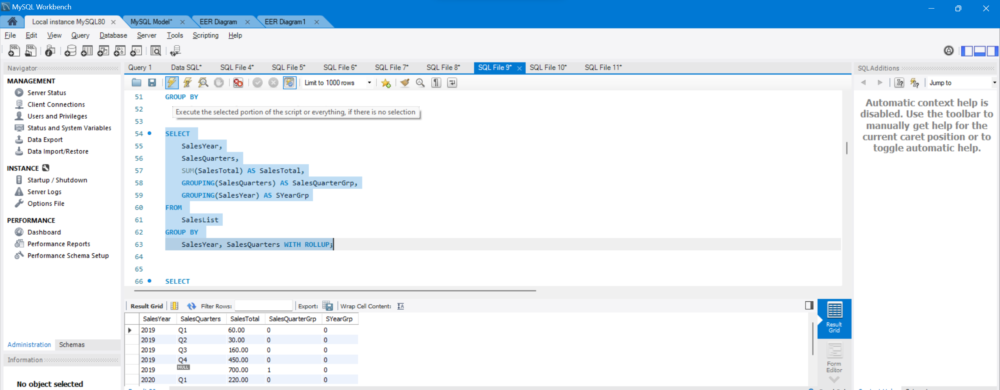 MySQL Workbench
Local instance MySQL80
MySQL Model*
EER Diagram
EER Diagram1
File Edit View Query Database Server Tools Scripting Help
Navigator
MANAGEMENT
Server Status
Client Connections
Users and Privileges
Status and System Variables
Data Export
Data Import/Restore
INSTANCE
Startup / Shutdown
Server Logs
Options File
PERFORMANCE
Dashboard
Performance Reports
Performance Schema Setup
Administration Schemas
Information
No object selected
Query 1 Data SQL* SQL File 4* SQL File 5* SQL File 6* SQL File 7* SQL File 8* SQL File 9* SQL File 10* SQL File 11*
Limit to 1000 rows
51 GROUP BY
52
Execute the selected portion of the script or everything, if there is no selection
53
54 SELECT
55 SalesYear,
56 SalesQuarters,
57 SUM(SalesTotal) AS SalesTotal,
58 GROUPING(SalesQuarters) AS SalesQuarterGrp,
59 GROUPING(SalesYear) AS SYearGrp
60 FROM
61 SalesList
62 GROUP BY
63 SalesYear, SalesQuarters WITH ROLLUP;
64
65
66 SELECT
Result Grid Filter Rows: Export: Wrap Cell Content:
SalesYear SalesQuarters SalesTotal SalesQuarterGrp SYearGrp
2019 Q1 60.00 0 0
2019 Q2 30.00 0 0
2019 Q3 160.00 0 0
2019 Q4 450.00 0 0
2019 NULL 700.00 1 0
2020 Q1 220.00 0 0
Result
Grid
Form
Editor
SQLAdditions
Jump to
Automatic context help is
disabled. Use the toolbar to
manually get help for the
current caret position or to
toggle automatic help.